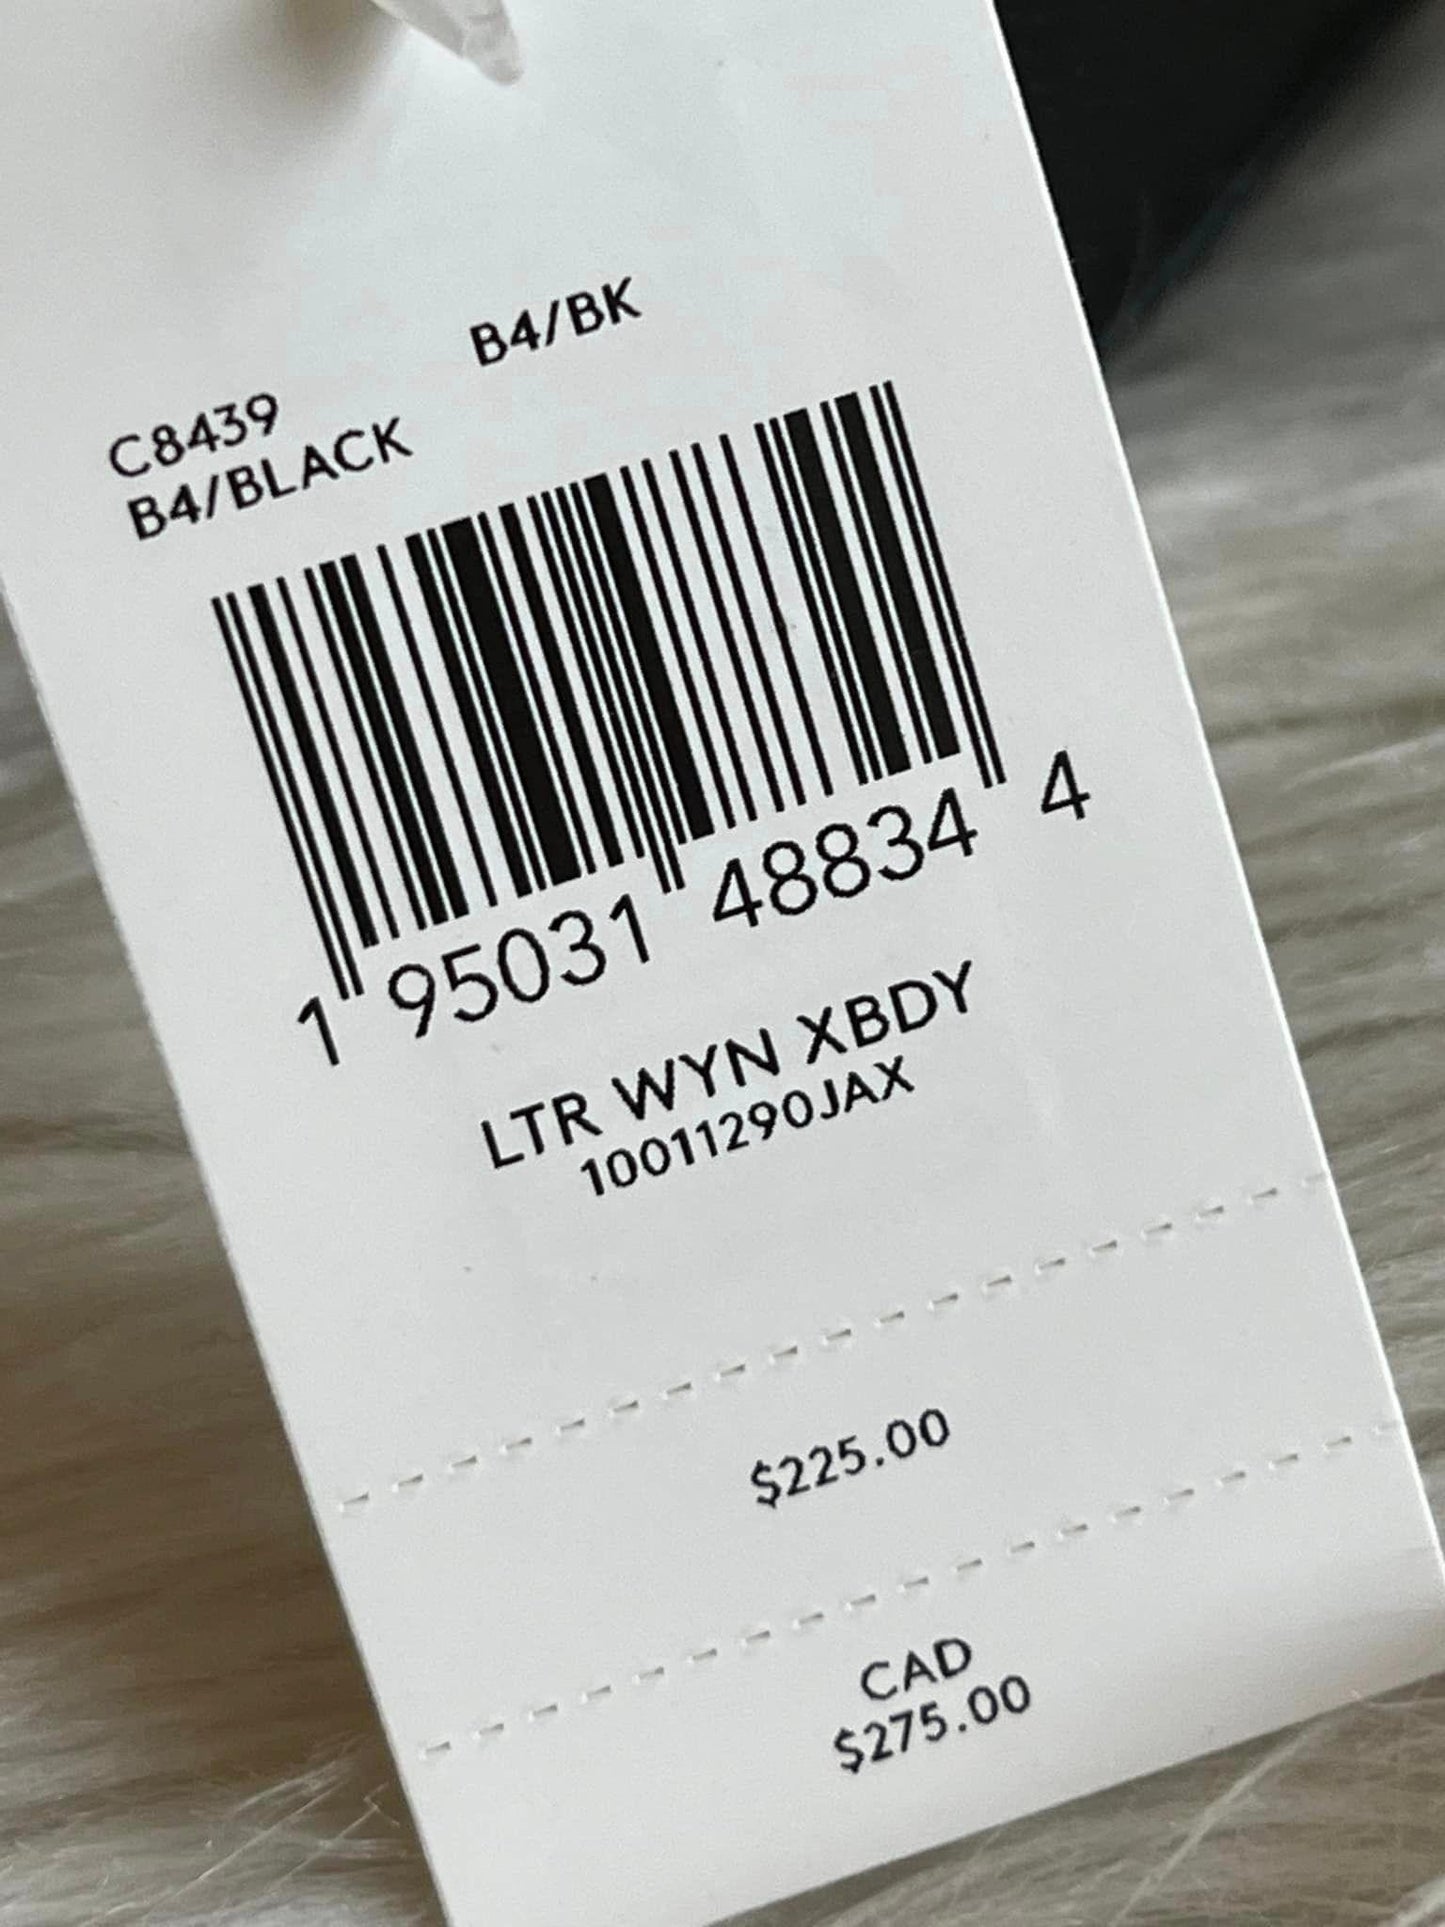 B4/BK
C8439
B4/BLACK
1 95031 48834 4
LTR WYN XBDY
10011290JAX
$225.00
CAD
$275.00